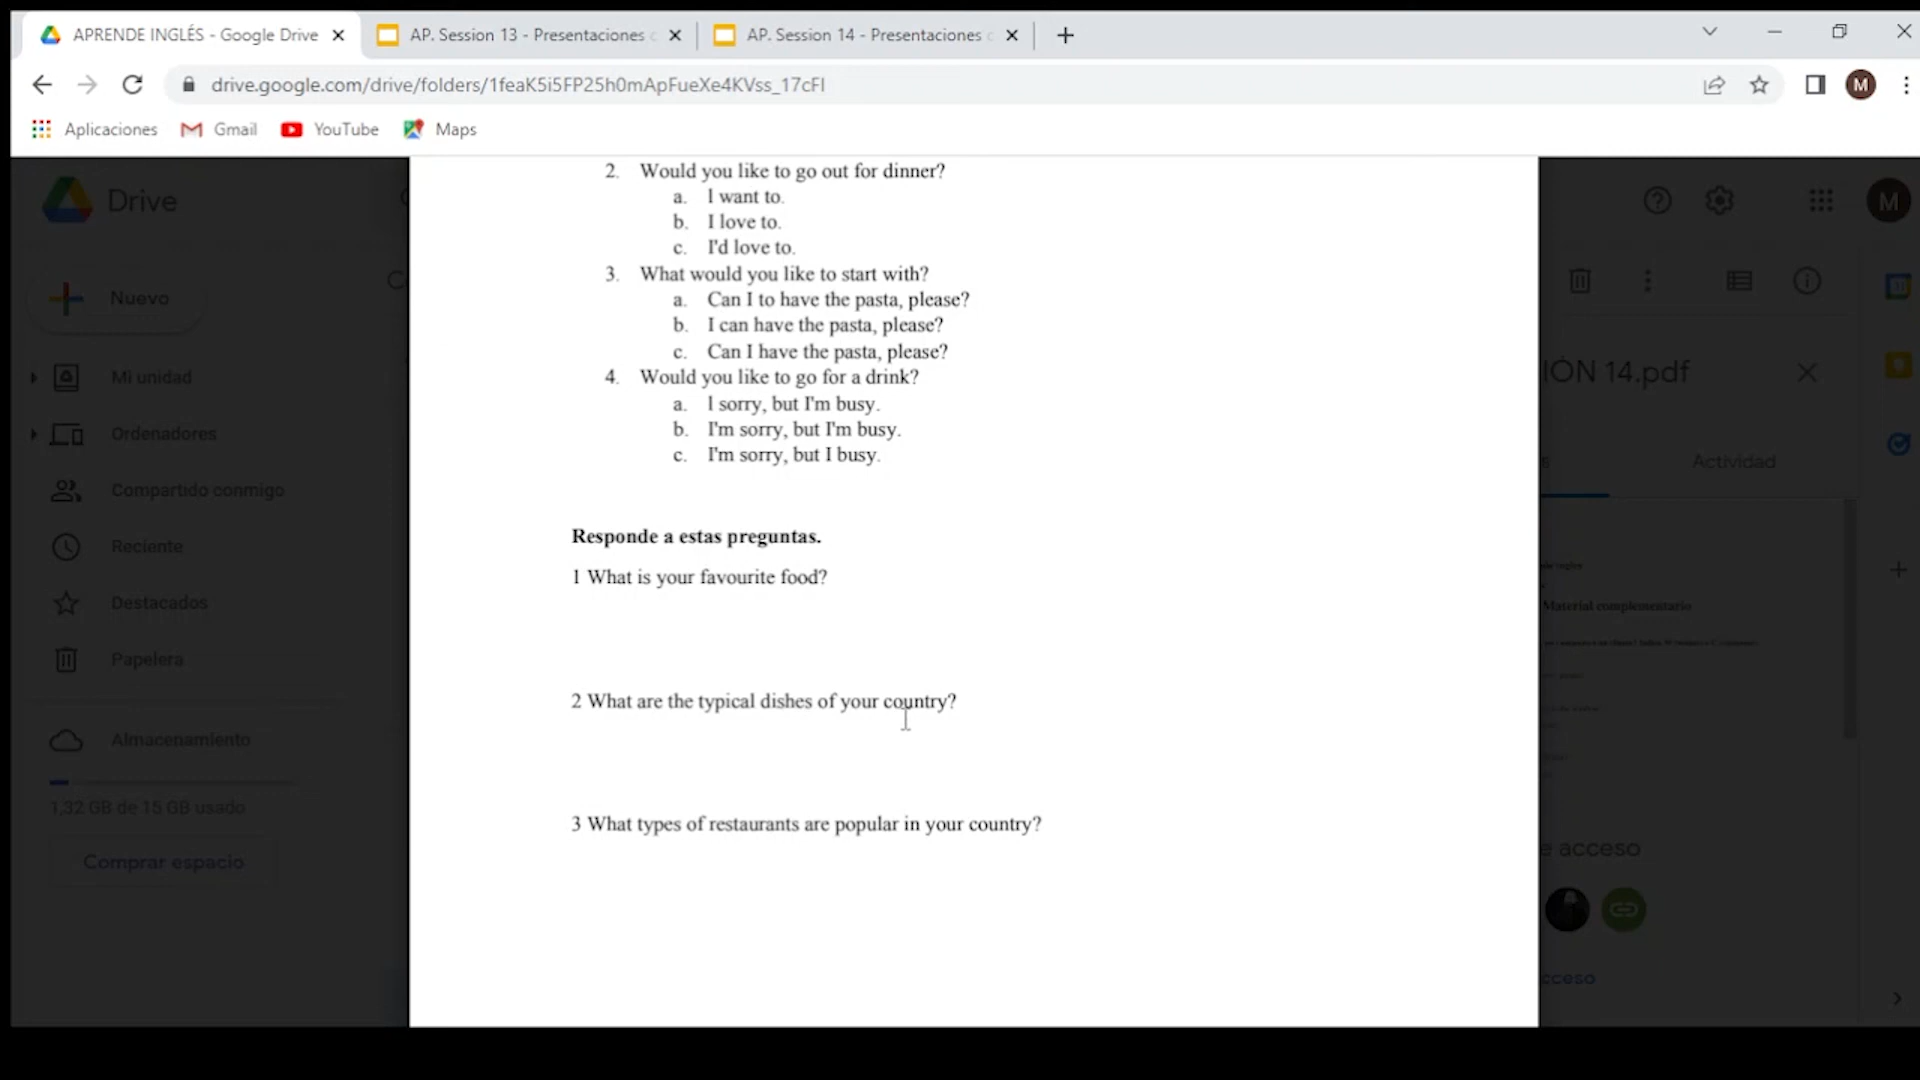 APRENDE INGLÉS - Google Drive
AP. Session 13 - Presentaciones
AP. Session 14 - Presentaciones
drive.google.com/drive/folders/1feaK5i5FP25h0mApFueXe4KVss_17cFI
M
Aplicaciones
Gmail
YouTube
Maps
Drive
M
Nuevo
Mi unidad
Ordenadores
Compartido conmigo
Reciente
Destacados
Papelera
Almacenamiento
1,32 GB de 15 GB usado
Comprar espacio
2. Would you like to go out for dinner?
a. I want to.
b. I love to.
c. I'd love to.
3. What would you like to start with?
a. Can I to have the pasta, please?
b. I can have the pasta, please?
c. Can I have the pasta, please?
4. Would you like to go for a drink?
a. I sorry, but I'm busy.
b. I'm sorry, but I'm busy.
c. I'm sorry, but I busy.
Responde a estas preguntas.
1 What is your favourite food?
2 What are the typical dishes of your country?
3 What types of restaurants are popular in your country?
IÓN 14.pdf
Actividad
Material complementario
e acceso
cceso